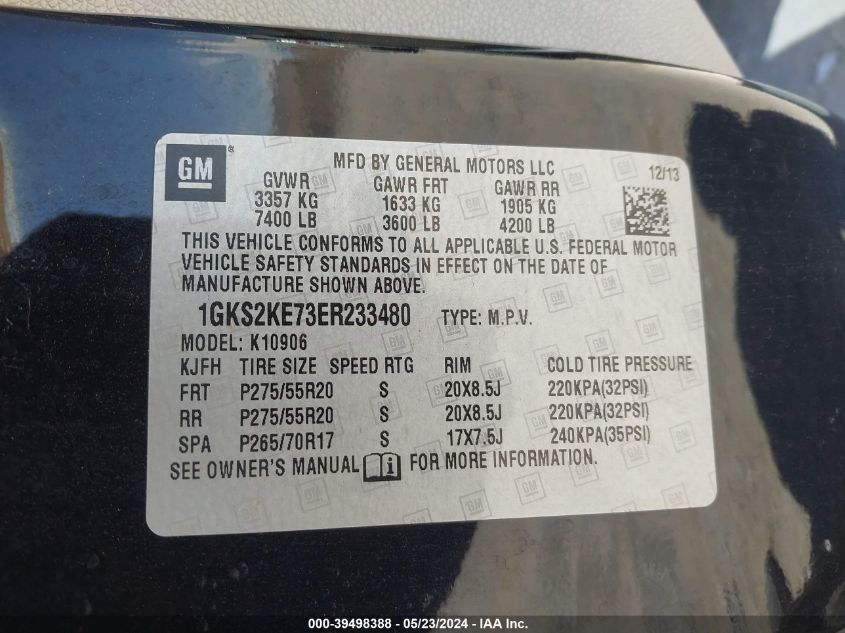 GM ® MFD BY GENERAL MOTORS LLC 12/13
GVWR GAWR FRT GAWR RR
3357 KG 1633 KG 1905 KG
7400 LB 3600 LB 4200 LB
THIS VEHICLE CONFORMS TO ALL APPLICABLE U.S. FEDERAL MOTOR
VEHICLE SAFETY STANDARDS IN EFFECT ON THE DATE OF
MANUFACTURE SHOWN ABOVE.
1GKS2KE73ER233480 TYPE: M.P.V.
MODEL: K10906
KJFH TIRE SIZE SPEED RTG RIM COLD TIRE PRESSURE
FRT P275/55R20 S 20X8.5J 220KPA(32PSI)
RR P275/55R20 S 20X8.5J 220KPA(32PSI)
SPA P265/70R17 S 17X7.5J 240KPA(35PSI)
SEE OWNER'S MANUAL FOR MORE INFORMATION.
000-39498388 - 05/23/2024 - IAA Inc.